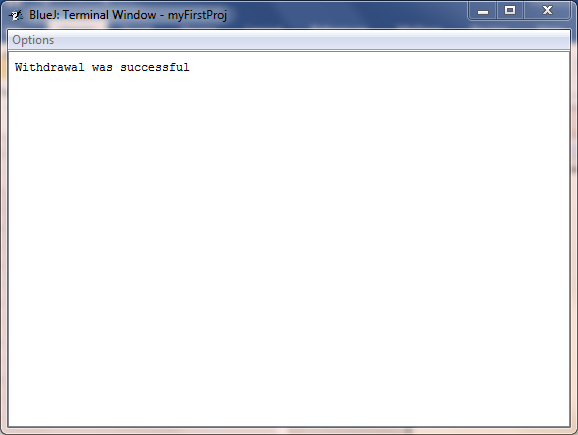 BlueJ: Terminal Window - myFirstProj
Options
Withdrawal was successful